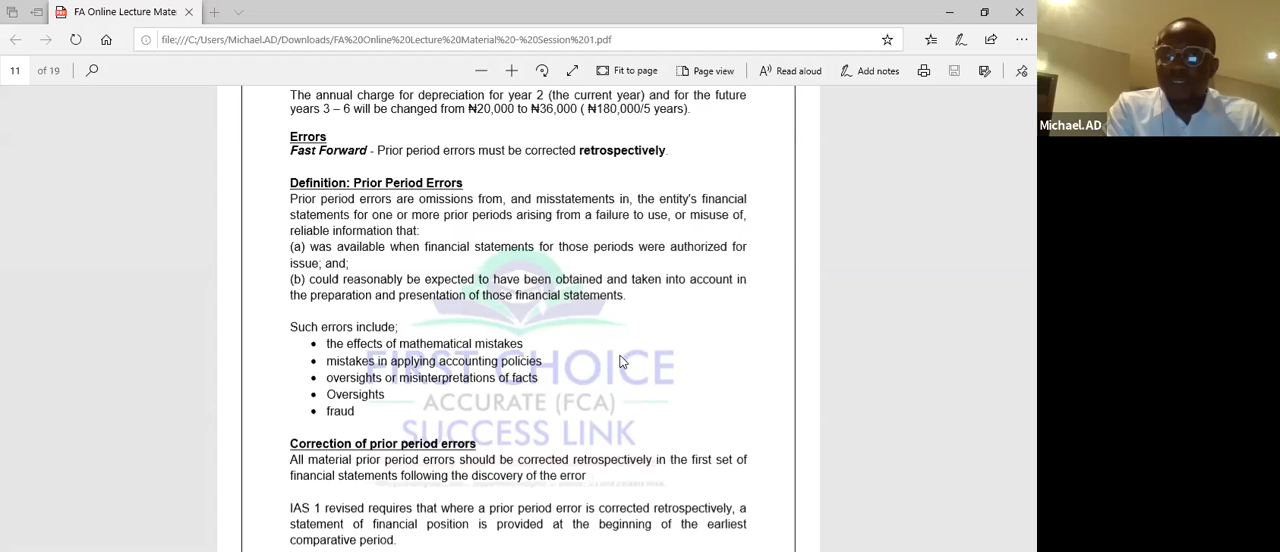 FA Online Lecture Mate
file:///C:/Users/Michael.AD/Downloads/FA%20Online%20Lecture%20Material%20-%20Session%201.pdf
11 of 19
Fit to page
Page view
Read aloud
Add notes
Michael.AD
The annual charge for depreciation for year 2 (the current year) and for the future
years 3 – 6 will be changed from ₦20,000 to ₦36,000 ( ₦180,000/5 years).
Errors
Fast Forward - Prior period errors must be corrected retrospectively.
Definition: Prior Period Errors
Prior period errors are omissions from, and misstatements in, the entity's financial
statements for one or more prior periods arising from a failure to use, or misuse of,
reliable information that:
(a) was available when financial statements for those periods were authorized for
issue; and;
(b) could reasonably be expected to have been obtained and taken into account in
the preparation and presentation of those financial statements.
Such errors include;
• the effects of mathematical mistakes
• mistakes in applying accounting policies
• oversights or misinterpretations of facts
• Oversights
• fraud
FIRST CHOICE
ACCURATE (FCA)
SUCCESS LINK
Correction of prior period errors
All material prior period errors should be corrected retrospectively in the first set of
financial statements following the discovery of the error
IAS 1 revised requires that where a prior period error is corrected retrospectively, a
statement of financial position is provided at the beginning of the earliest
comparative period.